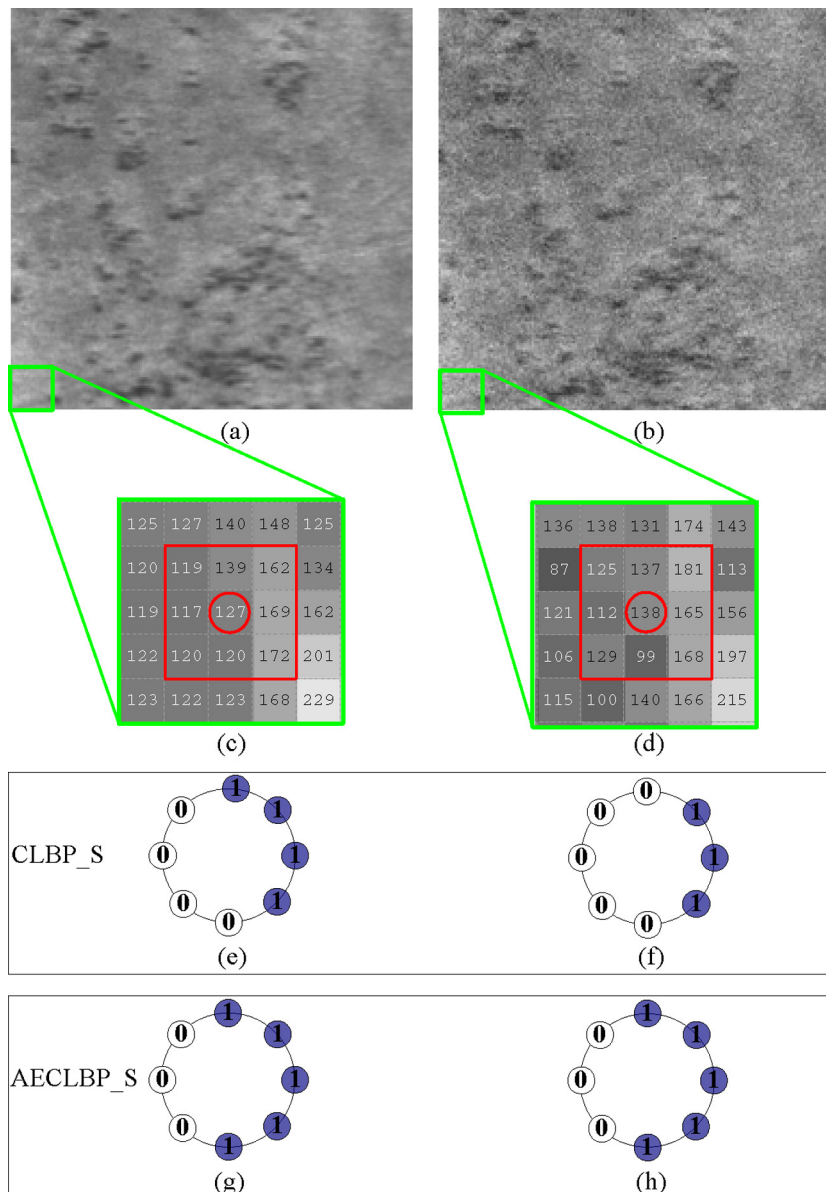 (a) (b)
125 127 140 148 125
120 119 139 162 134
119 117 127 169 162
122 120 120 172 201
123 122 123 168 229
136 138 131 174 143
87 125 137 181 113
121 112 138 165 156
106 129 99 168 197
115 100 140 166 215
(c) (d)
CLBP_S
0 1 1 1 1 0 0 0
0 0 1 1 1 0 0 0
(e) (f)
AECLBP_S
0 1 1 1 1 1 0 0
0 1 1 1 1 1 0 0
(g) (h)